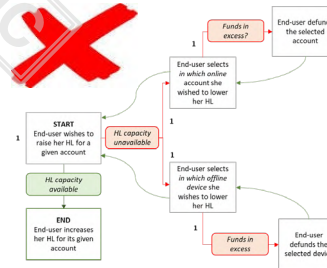 Funds in
excess?
End-user defund
the selected
account
1
End-user selects
in which online
account she
wished to lower
her HL
START
End-user wishes to
raise her HL for a
given account
1
HL capacity
unavailable
1
1
HL capacity
available
End-user selects
in which offline
device she
wishes to lower
her HL
END
End-user increases
her HL for its given
account
1
Funds in
excess
End-user
defunds the
selected devic